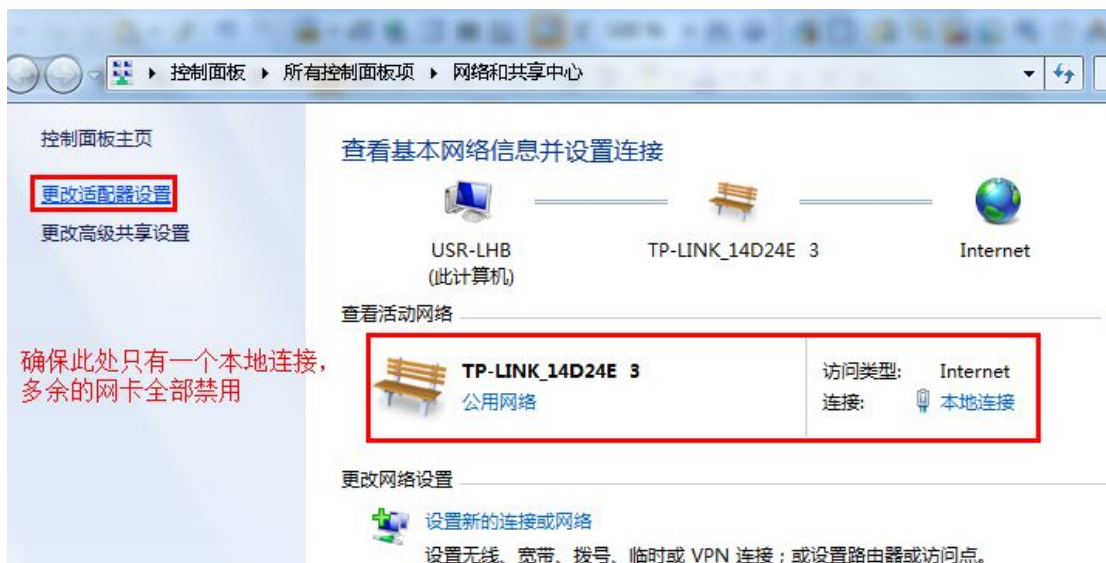 控制面板 ▸ 所有控制面板项 ▸ 网络和共享中心
控制面板主页
更改适配器设置
更改高级共享设置
确保此处只有一个本地连接，
多余的网卡全部禁用
查看基本网络信息并设置连接
USR-LHB
(此计算机)
TP-LINK_14D24E 3
Internet
查看活动网络
TP-LINK_14D24E 3
公用网络
访问类型: Internet
连接: 本地连接
更改网络设置
设置新的连接或网络
设置无线、宽带、拨号、临时或 VPN 连接；或设置路由器或访问点。